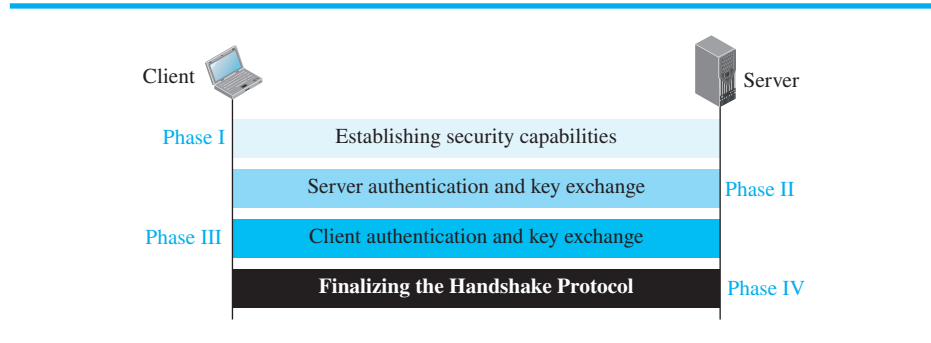 Client
Server
Phase I
Establishing security capabilities
Server authentication and key exchange
Phase II
Phase III
Client authentication and key exchange
Finalizing the Handshake Protocol
Phase IV